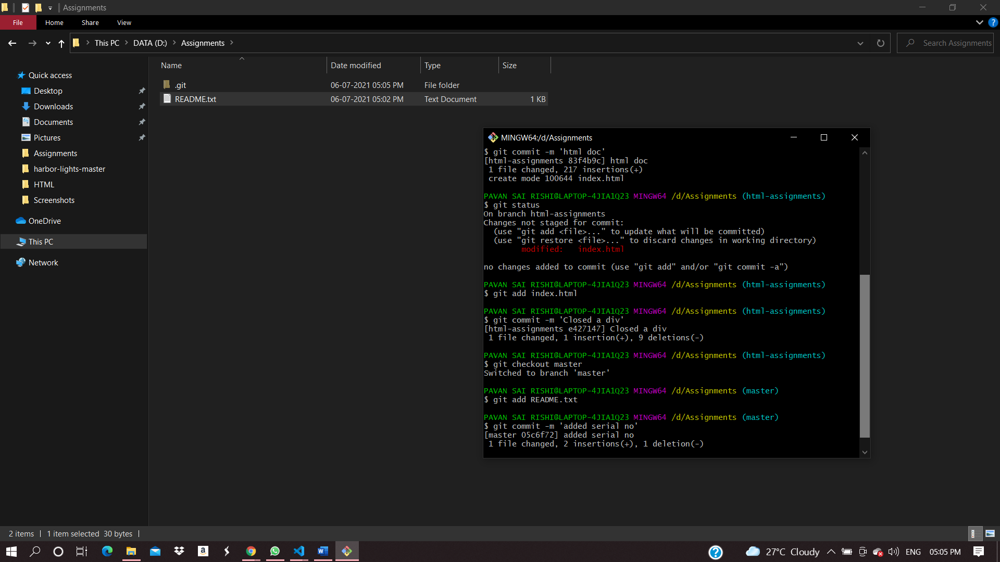 Assignments
File Home Share View
This PC DATA (D:) Assignments
Search Assignments
Name Date modified Type Size
.git 06-07-2021 05:05 PM File folder
README.txt 06-07-2021 05:02 PM Text Document 1 KB
Quick access
Desktop
Downloads
Documents
Pictures
Assignments
harbor-lights-master
HTML
Screenshots
OneDrive
This PC
Network
MINGW64:/d/Assignments
$ git commit -m 'html doc'
[html-assignments 83f4b9c] html doc
1 file changed, 217 insertions(+)
create mode 100644 index.html
PAVAN SAI RISHI@LAPTOP-4JIA1Q23 MINGW64 /d/Assignments (html-assignments)
$ git status
On branch html-assignments
Changes not staged for commit:
(use "git add <file>..." to update what will be committed)
(use "git restore <file>..." to discard changes in working directory)
modified: index.html
no changes added to commit (use "git add" and/or "git commit -a")
PAVAN SAI RISHI@LAPTOP-4JIA1Q23 MINGW64 /d/Assignments (html-assignments)
$ git add index.html
PAVAN SAI RISHI@LAPTOP-4JIA1Q23 MINGW64 /d/Assignments (html-assignments)
$ git commit -m 'Closed a div'
[html-assignments e427147] Closed a div
1 file changed, 1 insertion(+), 9 deletions(-)
PAVAN SAI RISHI@LAPTOP-4JIA1Q23 MINGW64 /d/Assignments (html-assignments)
$ git checkout master
Switched to branch 'master'
PAVAN SAI RISHI@LAPTOP-4JIA1Q23 MINGW64 /d/Assignments (master)
$ git add README.txt
PAVAN SAI RISHI@LAPTOP-4JIA1Q23 MINGW64 /d/Assignments (master)
$ git commit -m 'added serial no'
[master 05c6f72] added serial no
1 file changed, 2 insertions(+), 1 deletion(-)
2 items 1 item selected 30 bytes
27°C Cloudy ENG 05:05 PM